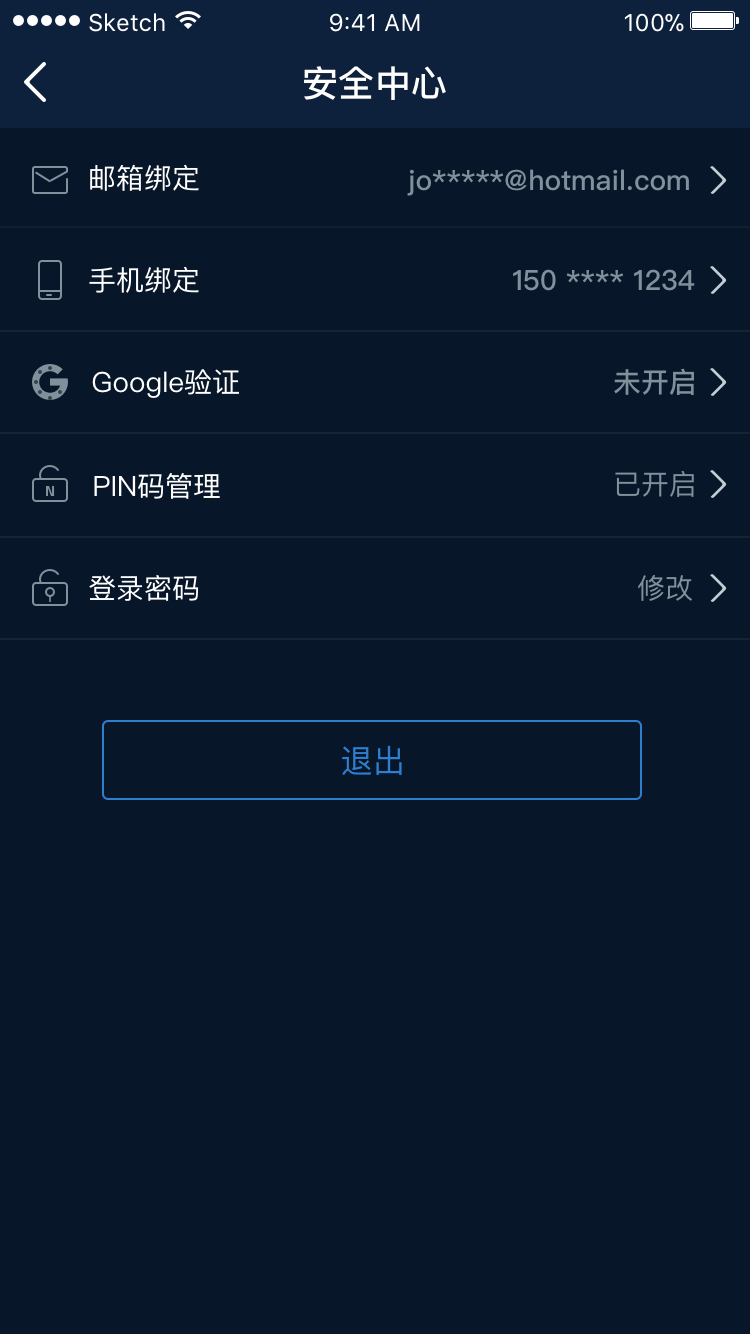 Sketch 9:41 AM 100%
安全中心
邮箱绑定 jo*****@hotmail.com
手机绑定 150 **** 1234
Google验证 未开启
N PIN码管理 已开启
登录密码 修改
退出